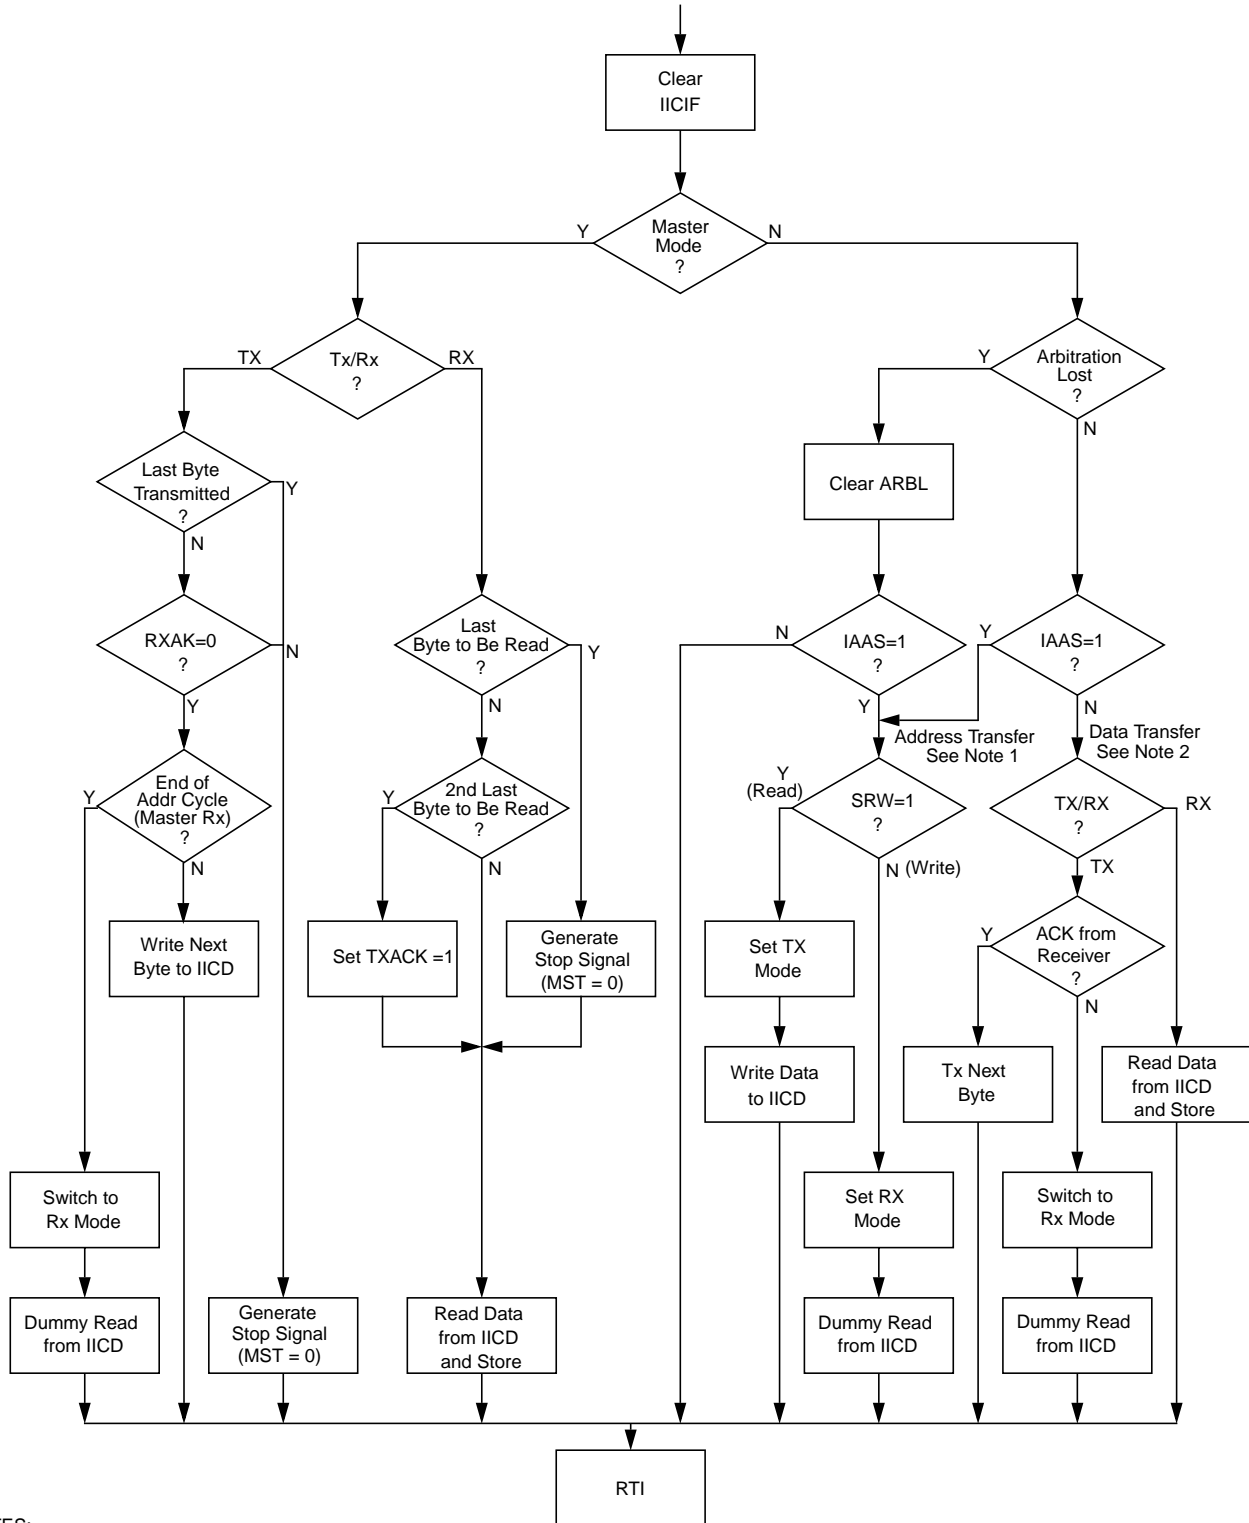 Clear
IICIF
Master
Mode
?
Y
N
Tx/Rx
?
TX
RX
Arbitration
Lost
?
Y
N
Last Byte
Transmitted
?
Y
N
Clear ARBL
RXAK=0
?
N
Y
Last
Byte to Be Read
?
Y
N
IAAS=1
?
N
Y
IAAS=1
?
Y
N
Address Transfer
See Note 1
Data Transfer
See Note 2
End of
Addr Cycle
(Master Rx)
?
Y
N
2nd Last
Byte to Be Read
?
Y
N
Y
(Read)
SRW=1
?
N (Write)
TX/RX
?
RX
TX
Write Next
Byte to IICD
Set TXACK =1
Generate
Stop Signal
(MST = 0)
Set TX
Mode
ACK from
Receiver
?
Y
N
Write Data
to IICD
Tx Next
Byte
Read Data
from IICD
and Store
Switch to
Rx Mode
Set RX
Mode
Switch to
Rx Mode
Dummy Read
from IICD
Generate
Stop Signal
(MST = 0)
Read Data
from IICD
and Store
Dummy Read
from IICD
Dummy Read
from IICD
RTI